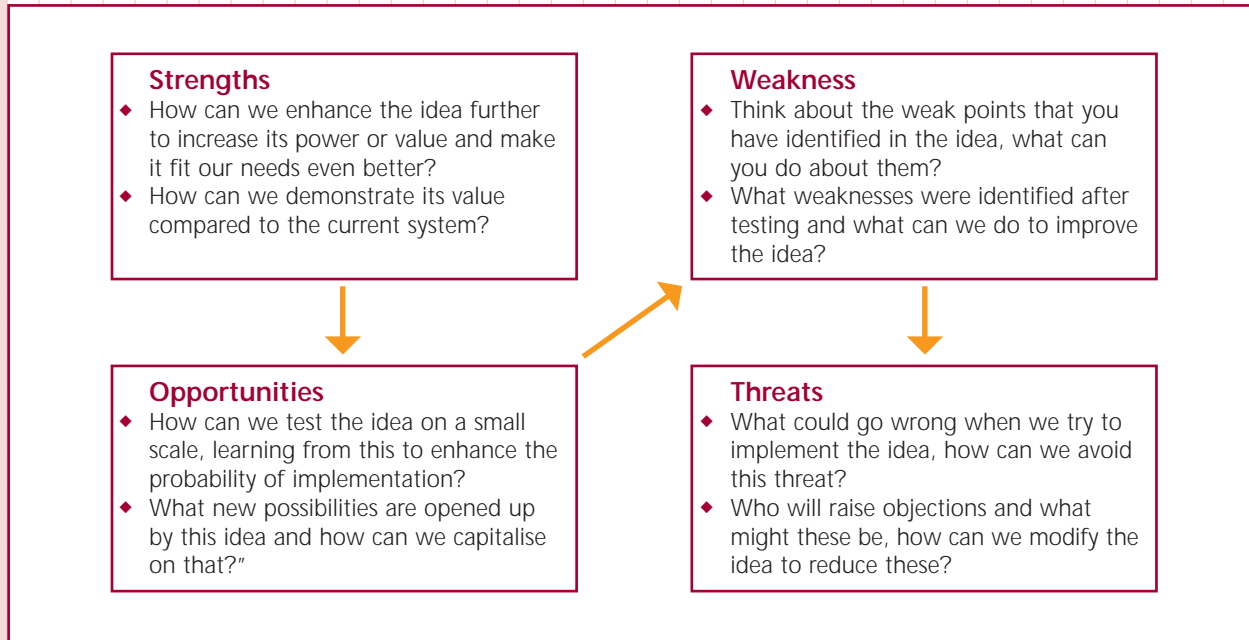 Strengths
◆ How can we enhance the idea further
to increase its power or value and make
it fit our needs even better?
◆ How can we demonstrate its value
compared to the current system?
Opportunities
◆ How can we test the idea on a small
scale, learning from this to enhance the
probability of implementation?
◆ What new possibilities are opened up
by this idea and how can we capitalise
on that?"
Weakness
◆ Think about the weak points that you
have identified in the idea, what can
you do about them?
◆ What weaknesses were identified after
testing and what can we do to improve
the idea?
Threats
◆ What could go wrong when we try to
implement the idea, how can we avoid
this threat?
◆ Who will raise objections and what
might these be, how can we modify the
idea to reduce these?